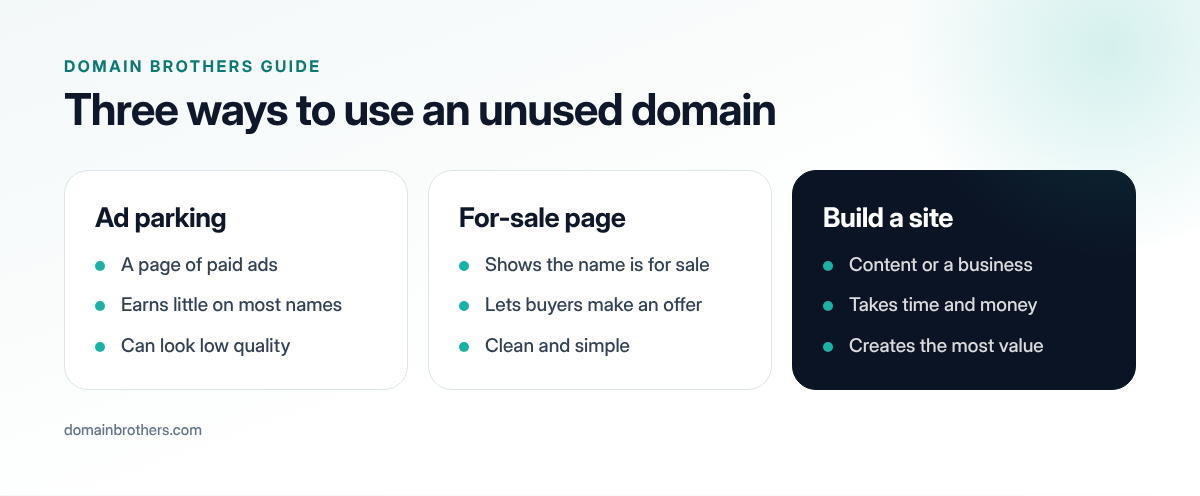 DOMAIN BROTHERS GUIDE
Three ways to use an unused domain
Ad parking
A page of paid ads
Earns little on most names
Can look low quality
For-sale page
Shows the name is for sale
Lets buyers make an offer
Clean and simple
Build a site
Content or a business
Takes time and money
Creates the most value
domainbrothers.com